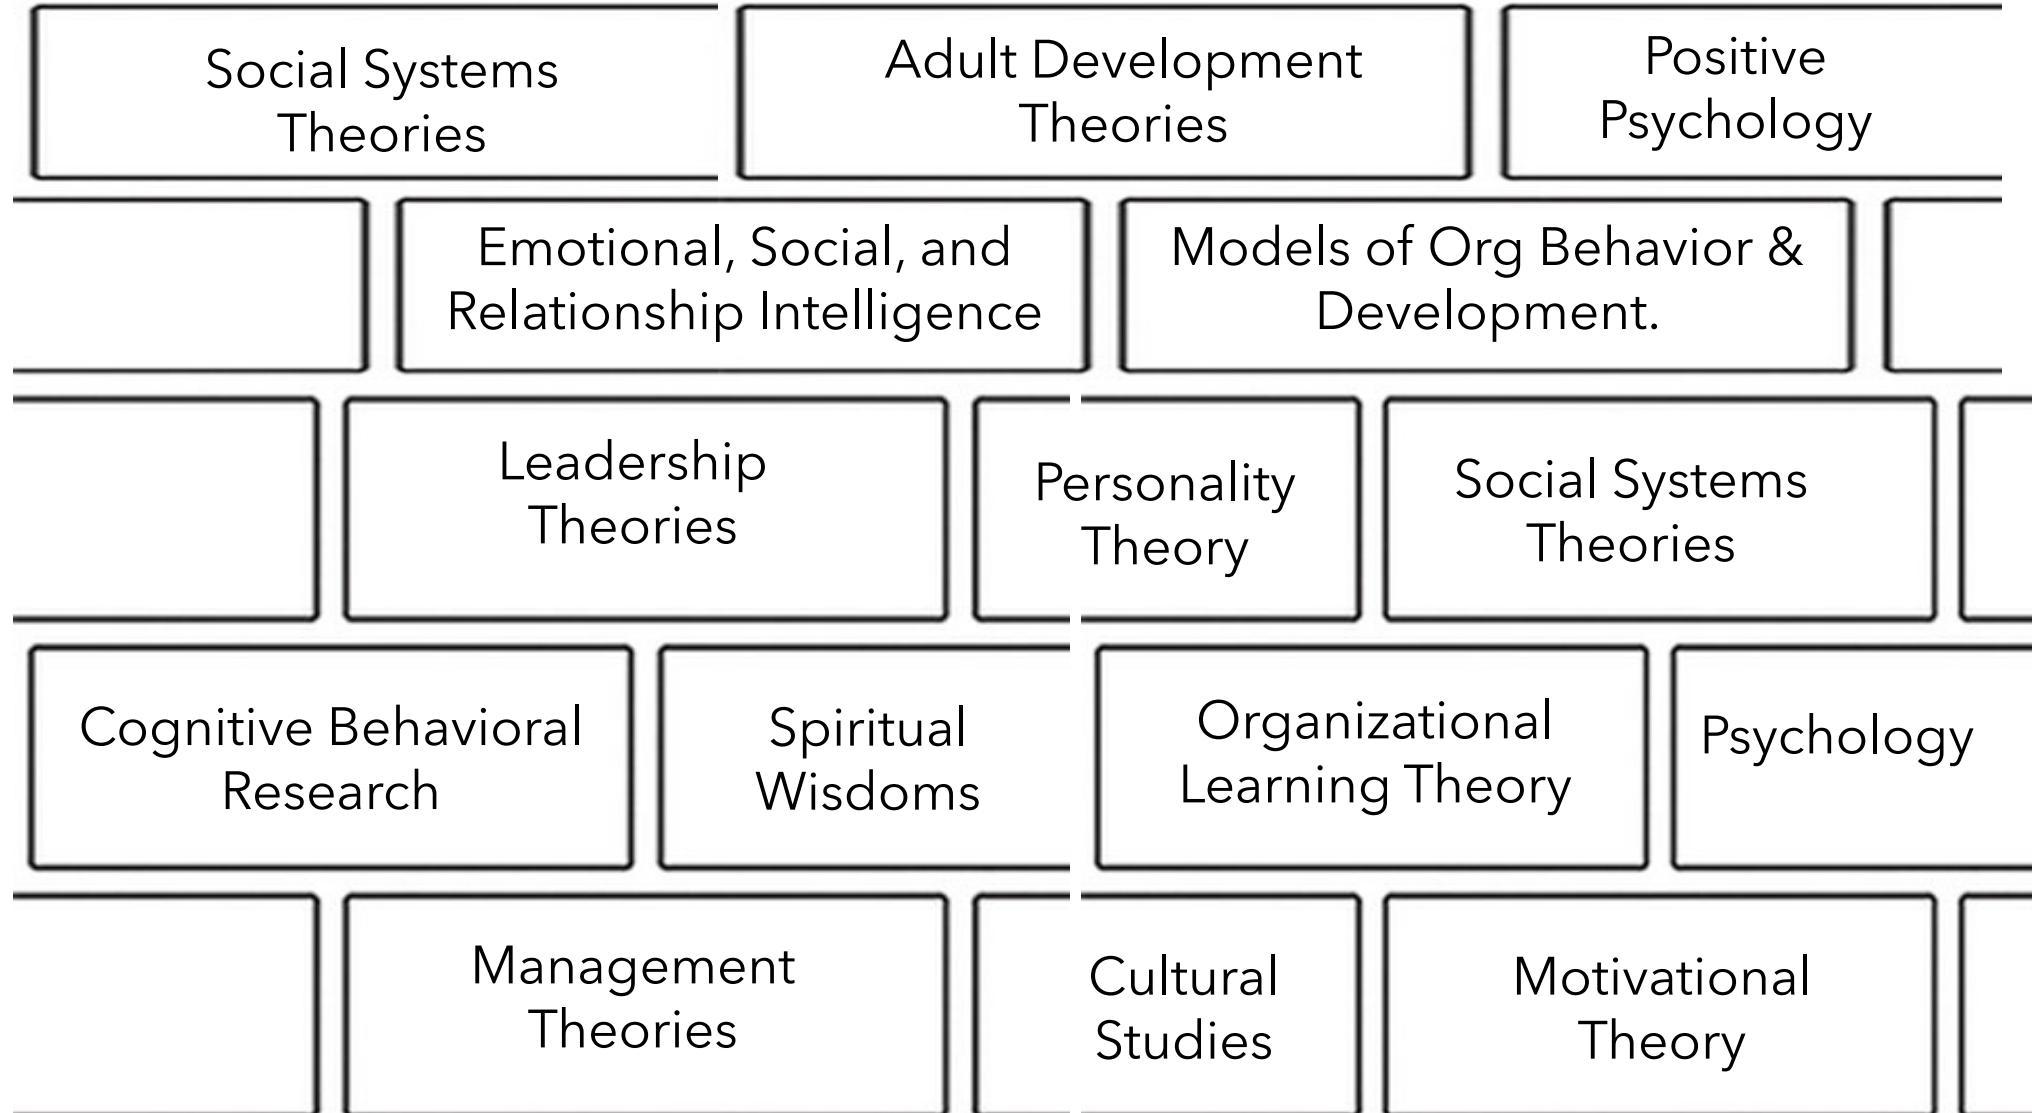 Social Systems
Theories
Adult Development
Theories
Positive
Psychology
Emotional, Social, and
Relationship Intelligence
Models of Org Behavior &
Development.
Leadership
Theories
Personality
Theory
Social Systems
Theories
Cognitive Behavioral
Research
Spiritual
Wisdoms
Organizational
Learning Theory
Psychology
Management
Theories
Cultural
Studies
Motivational
Theory